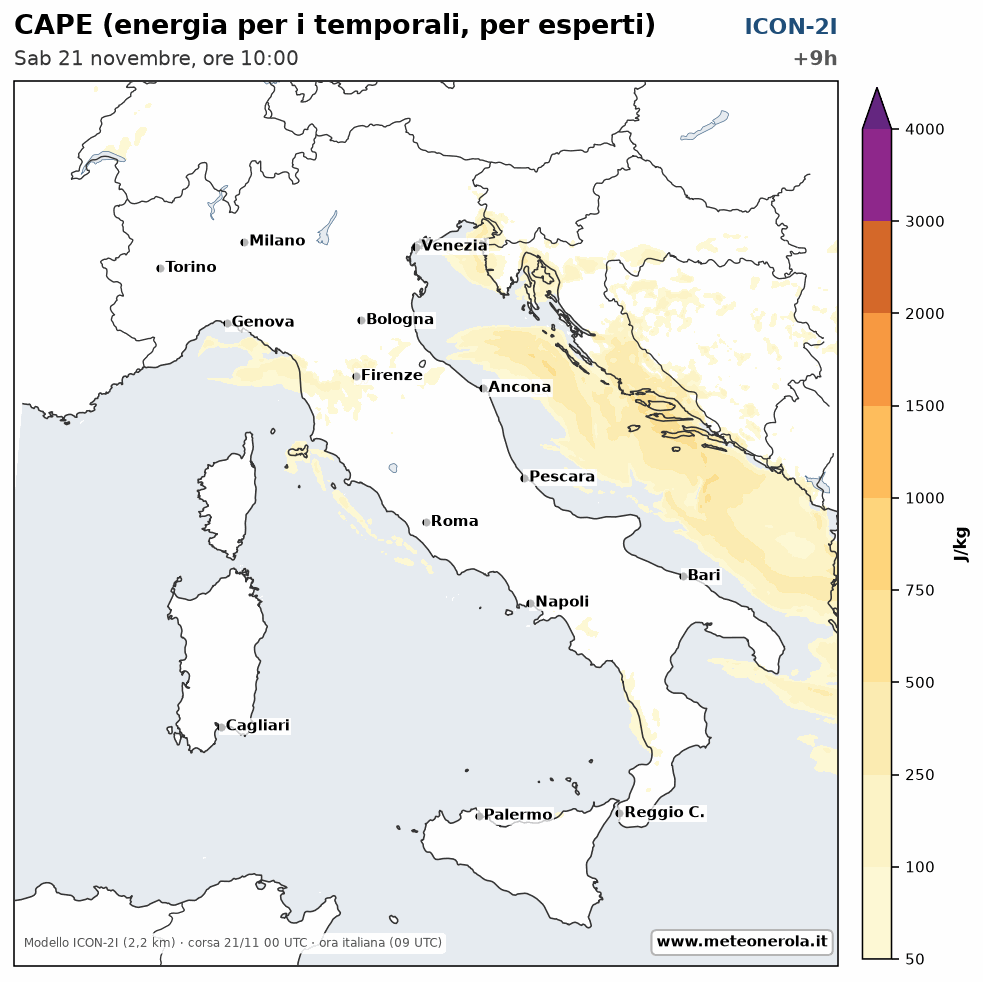 CAPE (energia per i temporali, per esperti)
ICON-2I
Sab 21 novembre, ore 10:00
+9h
Milano
Venezia
Torino
Genova
Bologna
Firenze
Ancona
Pescara
Roma
Bari
Napoli
Cagliari
Palermo
Reggio C.
4000
3000
2000
1500
1000
750
500
250
100
50
J/kg
Modello ICON-2I (2,2 km) · corsa 21/11 00 UTC · ora italiana (09 UTC)
www.meteonerola.it